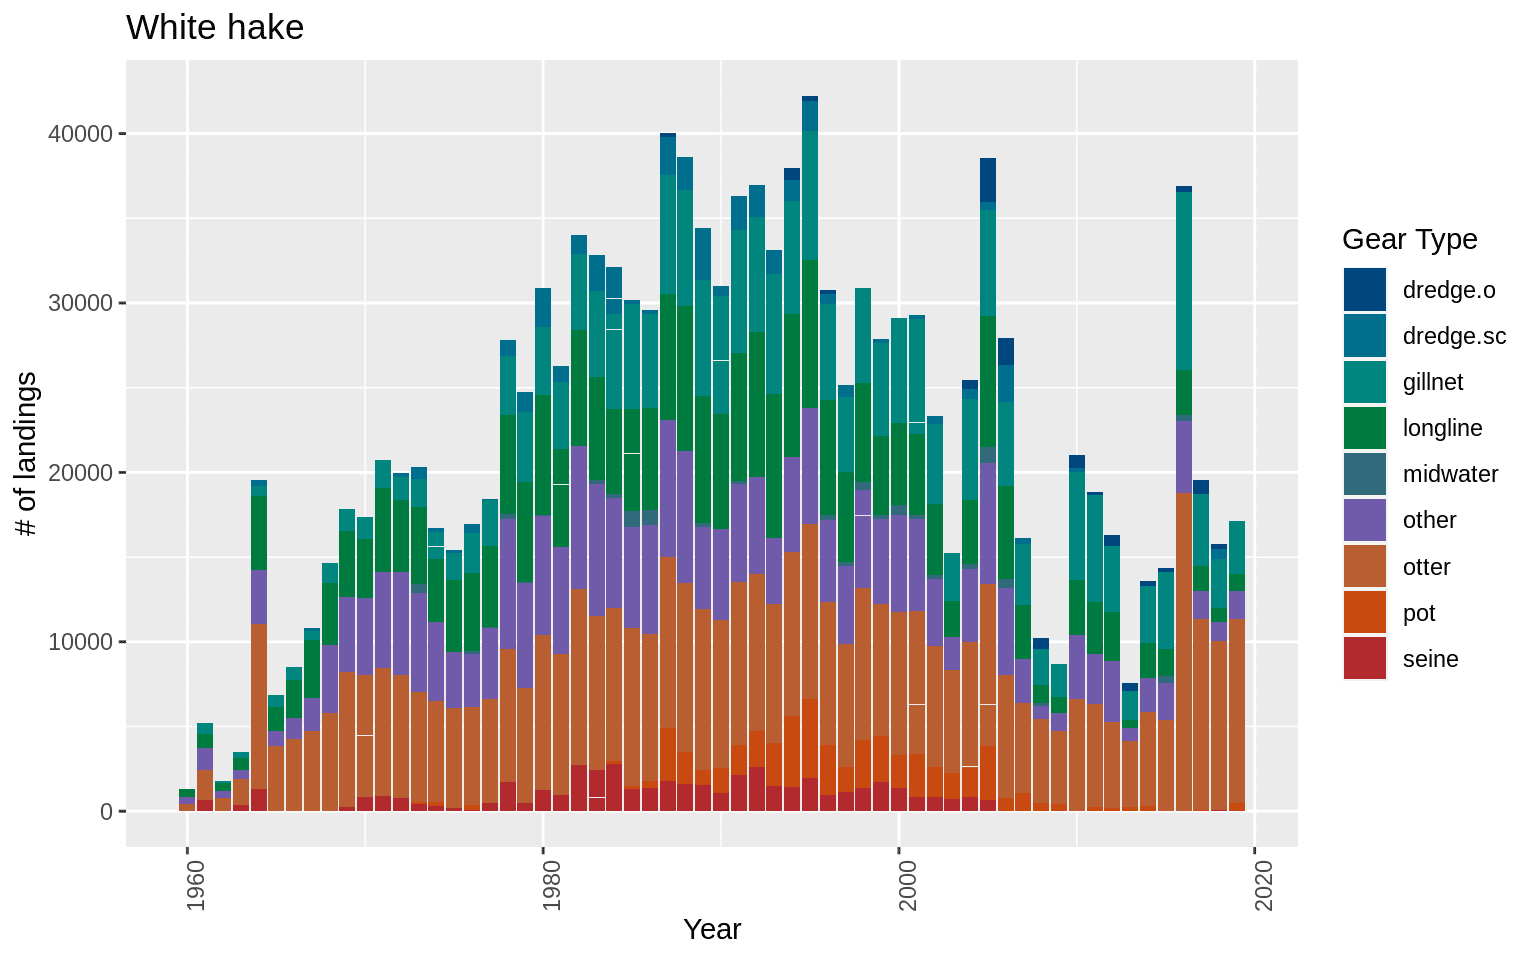 White hake
40000
30000
20000
10000
0
# of landings
1960
1980
2000
2020
Year
Gear Type
dredge.o
dredge.sc
gillnet
longline
midwater
other
otter
pot
seine